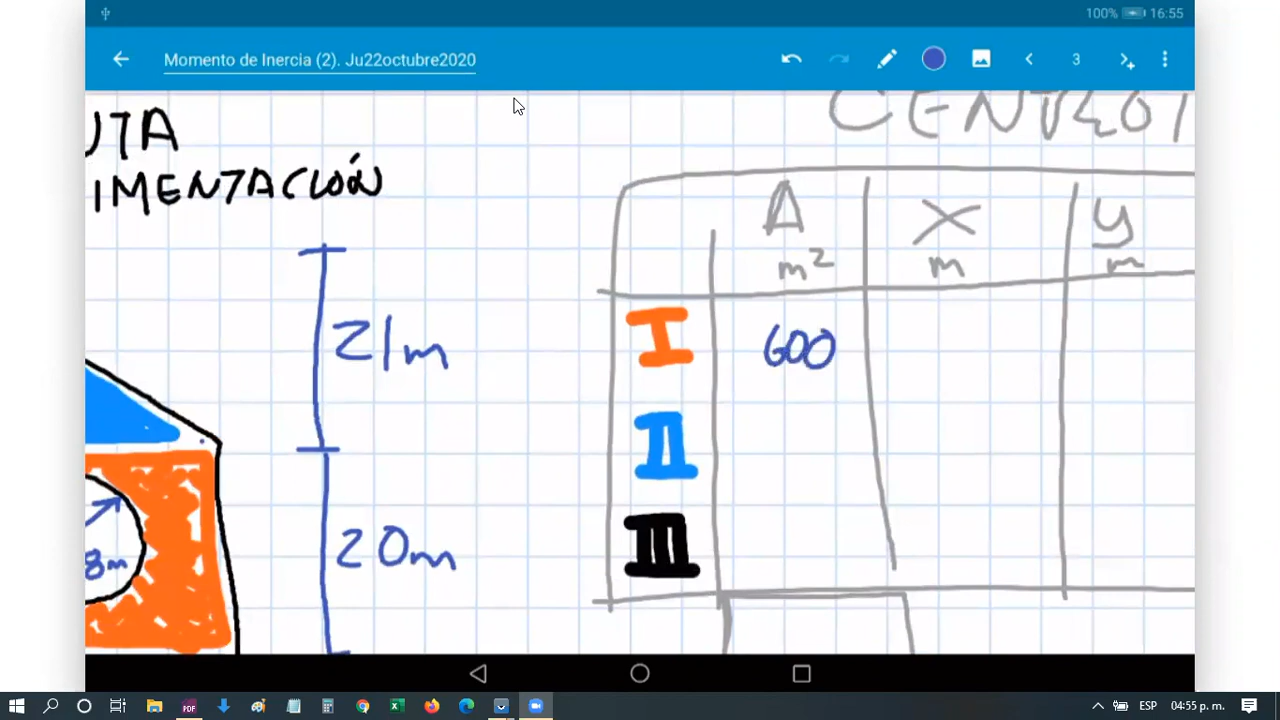 100% 16:55
Momento de Inercia (2). Ju22octubre2020
3
UTA
IMENTACIÓN
CENTROI
A X Y
m² m m
21m
I 600
II
20m
III
8m
ESP 04:55 p. m.